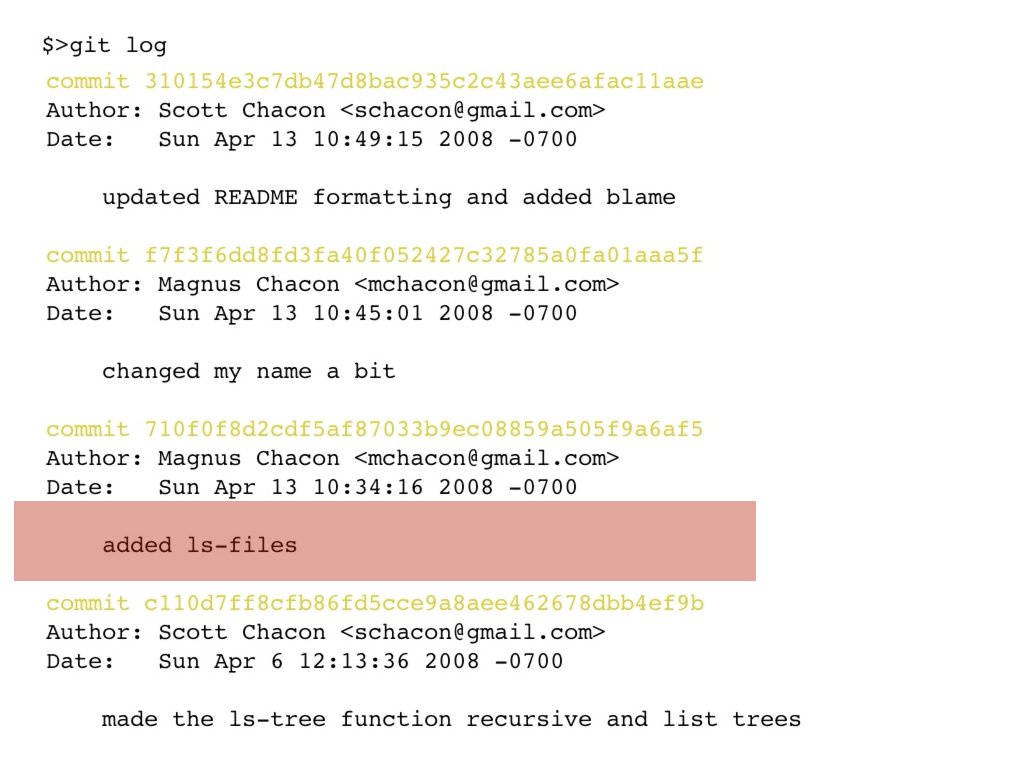 $>git log
commit 310154e3c7db47d8bac935c2c43aee6afac11aae
Author: Scott Chacon <schacon@gmail.com>
Date:   Sun Apr 13 10:49:15 2008 -0700
updated README formatting and added blame
commit f7f3f6dd8fd3fa40f052427c32785a0fa01aaa5f
Author: Magnus Chacon <mchacon@gmail.com>
Date:   Sun Apr 13 10:45:01 2008 -0700
changed my name a bit
commit 710f0f8d2cdf5af87033b9ec08859a505f9a6af5
Author: Magnus Chacon <mchacon@gmail.com>
Date:   Sun Apr 13 10:34:16 2008 -0700
added ls-files
commit c110d7ff8cfb86fd5cce9a8aee462678dbb4ef9b
Author: Scott Chacon <schacon@gmail.com>
Date:   Sun Apr 6 12:13:36 2008 -0700
made the ls-tree function recursive and list trees